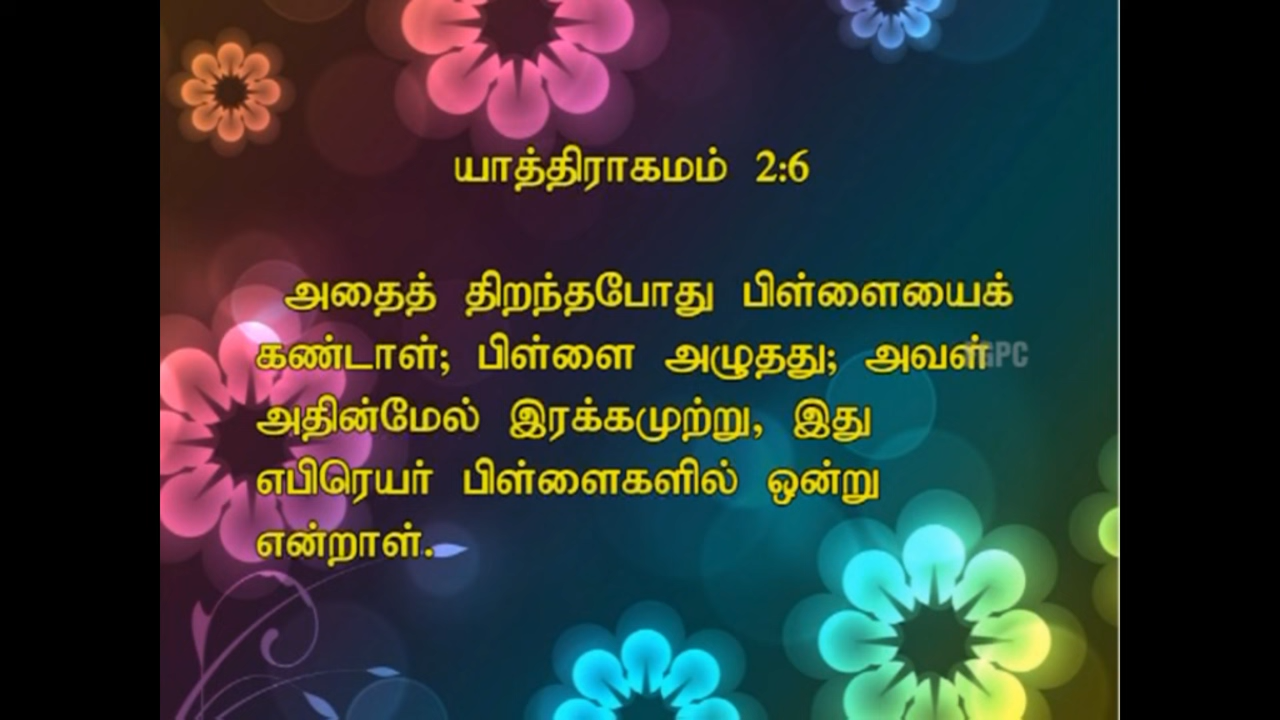 யாத்திராகமம் 2:6
அதைத் திறந்தபோது பிள்ளையைக்
கண்டாள்; பிள்ளை அழுதது; அவள்
அதின்மேல் இரக்கமுற்று, இது
எபிரெயர் பிள்ளைகளில் ஒன்று
என்றாள்.